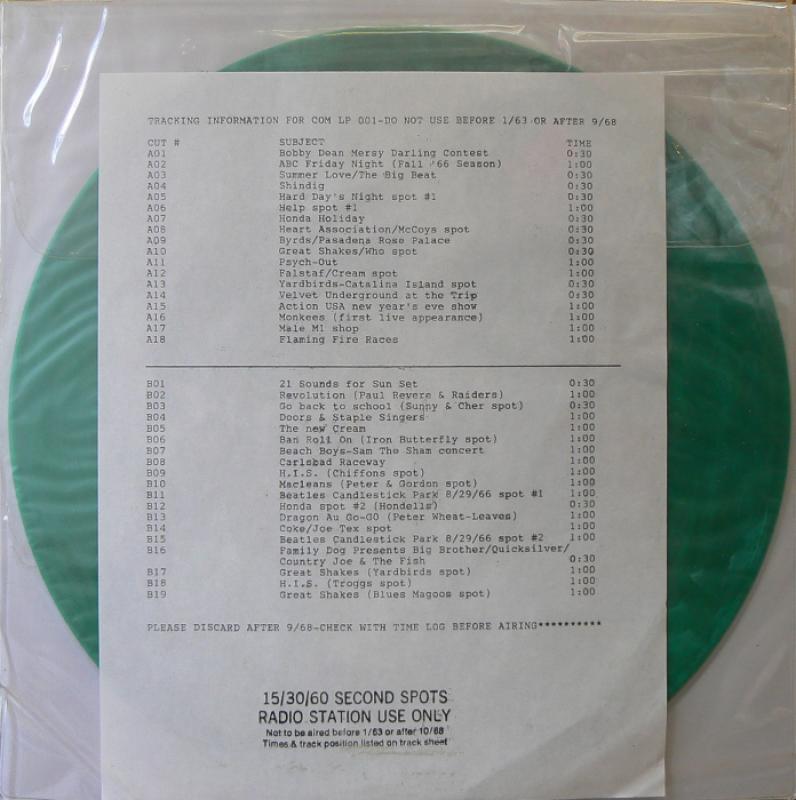 TRACKING INFORMATION FOR COM LP 001-DO NOT USE BEFORE 1/63 OR AFTER 9/68
CUT # SUBJECT TIME
A01 Bobby Dean Mersy Darling Contest 0:30
A02 ABC Friday Night (Fall '66 Season) 1:00
A03 Summer Love/The Big Beat 0:30
A04 Shindig 0:30
A05 Hard Day's Night spot #1 0:30
A06 Help spot #1 1:00
A07 Honda Holiday 0:30
A08 Heart Association/McCoys spot 0:30
A09 Byrds/Pasadena Rose Palace 0:30
A10 Great Shakes/Who spot 0:30
A11 Psych-Out 1:00
A12 Falstaf/Cream spot 1:00
A13 Yardbirds-Catalina Island spot 0:30
A14 Velvet Underground at the Trip 0:30
A15 Action USA new year's eve show 1:00
A16 Monkees (first live appearance) 1:00
A17 Male M1 shop 1:00
A18 Flaming Fire Races 1:00
B01 21 Sounds for Sun Set 0:30
B02 Revolution (Paul Revere & Raiders) 1:00
B03 Go back to school (Sunny & Cher spot) 1:00
B04 Doors & Staple Singers 0:30
B05 The new Cream 1:00
B06 Ban Roll On (Iron Butterfly spot) 1:00
B07 Beach Boys-Sam The Sham concert 1:00
B08 Carlsbad Raceway 1:00
B09 H.I.S. (Chiffons spot) 1:00
B10 Macleans (Peter & Gordon spot) 1:00
B11 Beatles Candlestick Park 8/29/66 spot #1 1:00
B12 Honda spot #2 (Hondells) 0:30
B13 Dragon Au Go-GO (Peter Wheat-Leaves) 1:00
B14 Coke/Joe Tex spot 1:00
B15 Beatles Candlestick Park 8/29/66 spot #2 1:00
B16 Family Dog Presents Big Brother/Quicksilver/
Country Joe & The Fish 0:30
B17 Great Shakes (Yardbirds spot) 1:00
B18 H.I.S. (Troggs spot) 1:00
B19 Great Shakes (Blues Magoos spot) 1:00
PLEASE DISCARD AFTER 9/68-CHECK WITH TIME LOG BEFORE AIRING**********
15/30/60 SECOND SPOTS
RADIO STATION USE ONLY
Not to be aired before 1/63 or after 10/68
Times & track position listed on track sheet